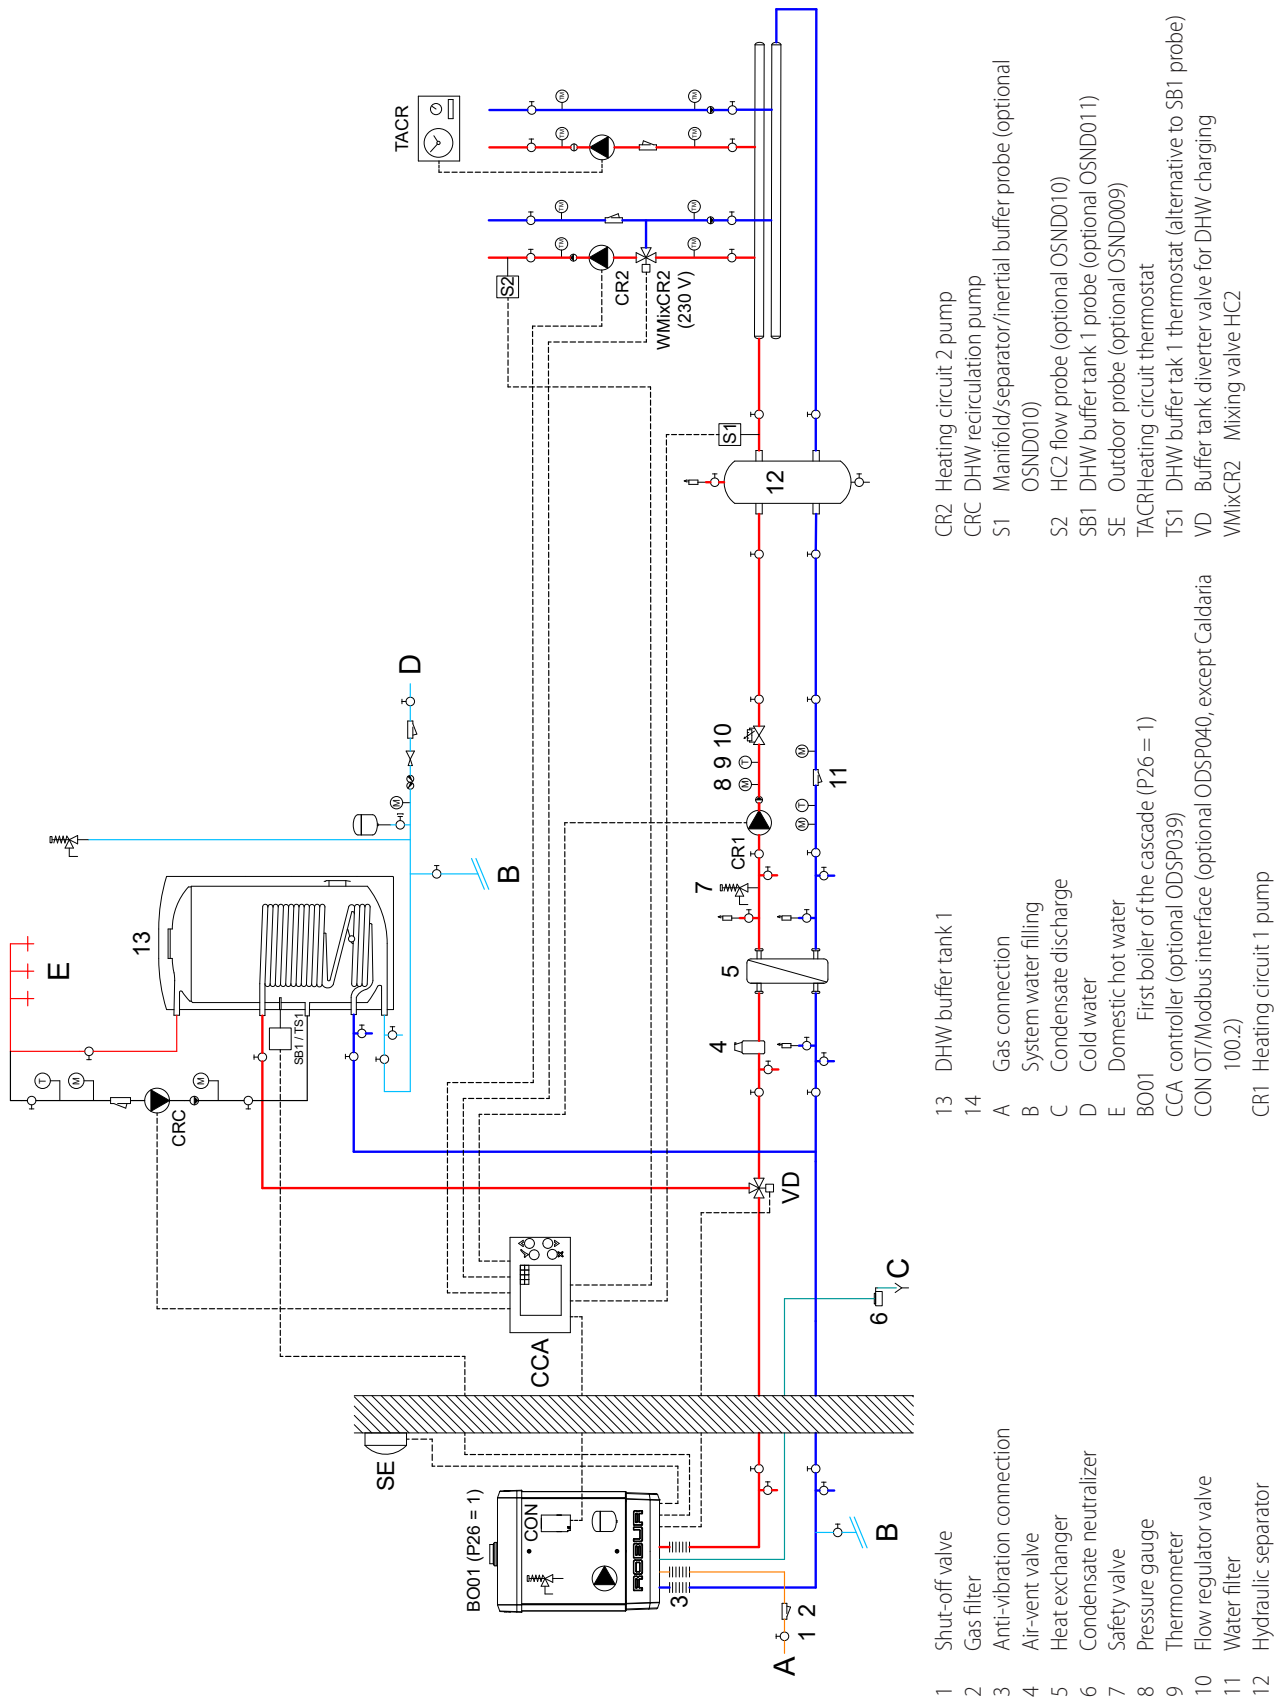 BO01 (P26 = 1)
CON
ROBUR
SE
A
1
2
3
B
CCA
6
C
VD
CRC
T
M
M
E
13
SB1 / TS1
M
B
D
4
5
7
CR1
8
9
10
M
T
M
T
M
11
12
S1
S2
CR2
WMixCR2
(230 V)
TACR
TM
TM
TM
TM
TM
TM
TM
TM
1 Shut-off valve
2 Gas filter
3 Anti-vibration connection
4 Air-vent valve
5 Heat exchanger
6 Condensate neutralizer
7 Safety valve
8 Pressure gauge
9 Thermometer
10 Flow regulator valve
11 Water filter
12 Hydraulic separator
13 DHW buffer tank 1
14
A Gas connection
B System water filling
C Condensate discharge
D Cold water
E Domestic hot water
BO01 First boiler of the cascade (P26 = 1)
CCA controller (optional ODSP039)
CON OT/Modbus interface (optional ODSP040, except Caldaria
100.2)
CR1 Heating circuit 1 pump
CR2 Heating circuit 2 pump
CRC DHW recirculation pump
S1 Manifold/separator/inertial buffer probe (optional
OSND010)
S2 HC2 flow probe (optional OSND010)
SB1 DHW buffer tank 1 probe (optional OSND011)
SE Outdoor probe (optional OSND009)
TACRHeating circuit thermostat
TS1 DHW buffer tak 1 thermostat (alternative to SB1 probe)
VD Buffer tank diverter valve for DHW charging
VMixCR2 Mixing valve HC2